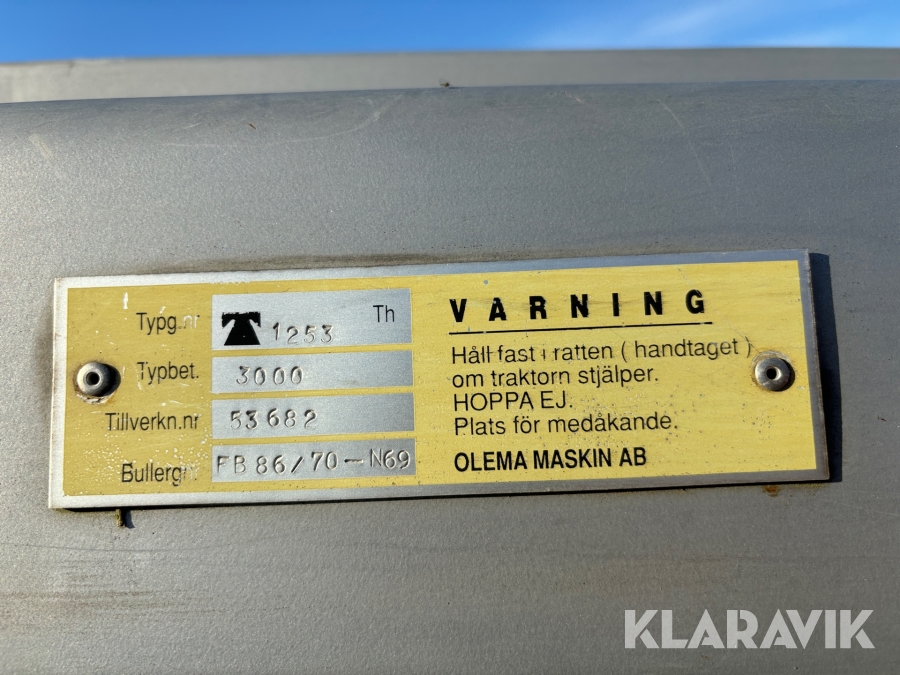 Typg.nr 1253 Th
Typbet. 3000
Tillverkn.nr 53682
Bullergr. FB 86/70-N69
VARNING
Håll fast i ratten ( handtaget )
om traktorn stjälper.
HOPPA EJ.
Plats för medåkande.
OLEMA MASKIN AB
KLARAVIK